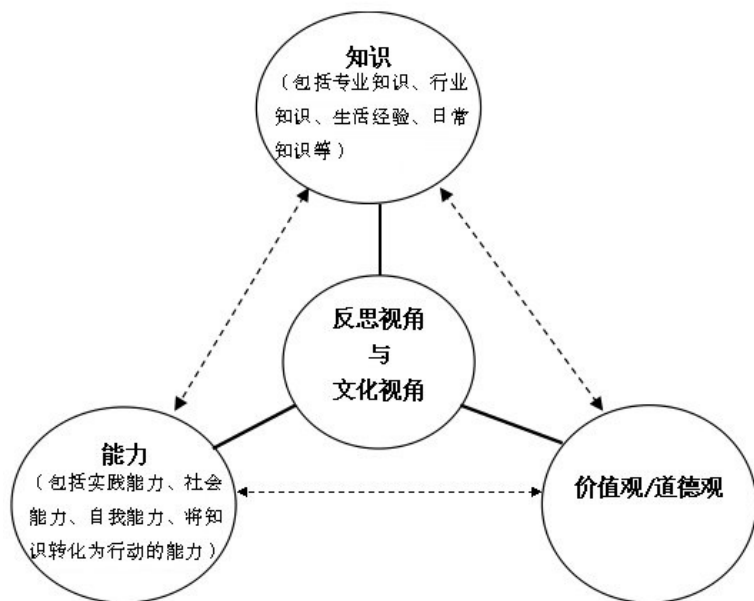 知识
（包括专业知识、行业
知识、生活经验、日常
知识等）
反思视角
与
文化视角
能力
（包括实践能力、社会
能力、自我能力、将知
识转化为行动的能力）
价值观/道德观